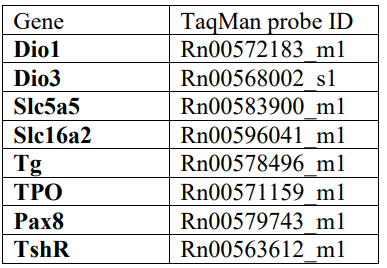 Gene TaqMan probe ID
Dio1 Rn00572183_m1
Dio3 Rn00568002_s1
Slc5a5 Rn00583900_m1
Slc16a2 Rn00596041_m1
Tg Rn00578496_m1
TPO Rn00571159_m1
Pax8 Rn00579743_m1
TshR Rn00563612_m1